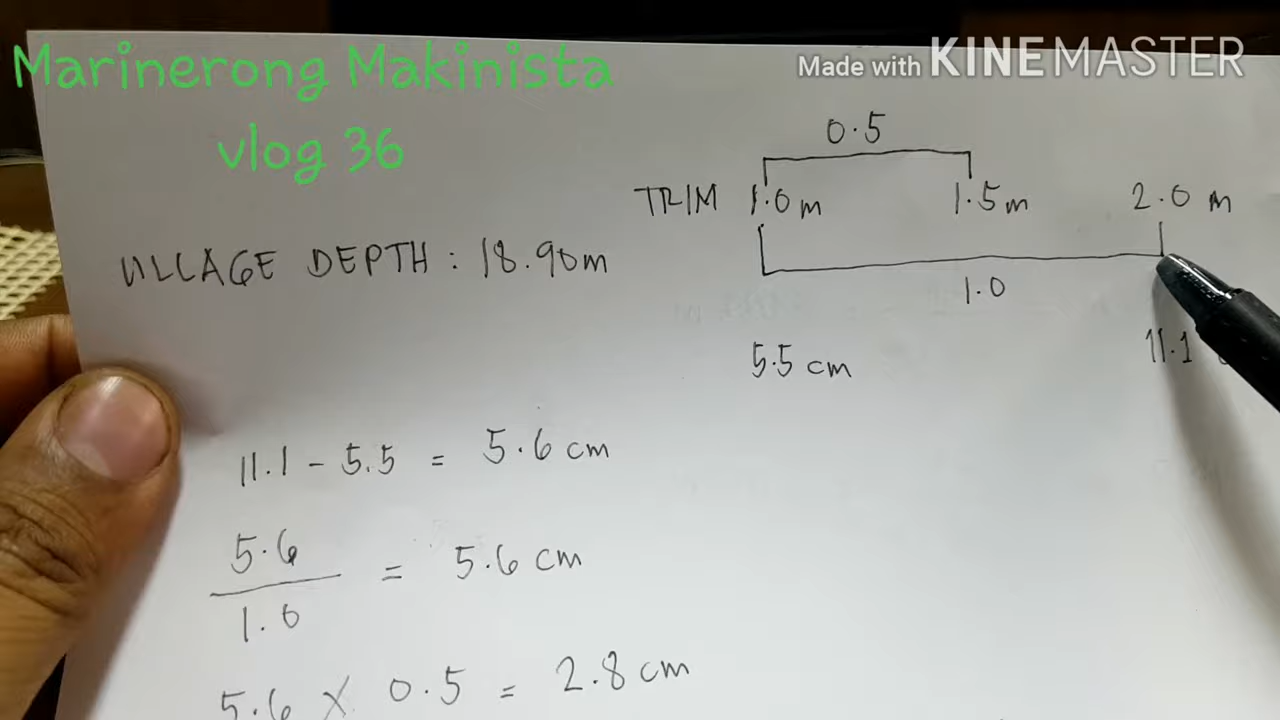 Marinerong Makinista
vlog 36
Made with KINEMASTER
0.5
TRIM 1.0 m 1.5 m 2.0 m
ULLAGE DEPTH : 18.90m
1.0
5.5 cm 11.1
11.1 - 5.5 = 5.6 cm
5.6
1.0
= 5.6 cm
5.6 X 0.5 = 2.8 cm